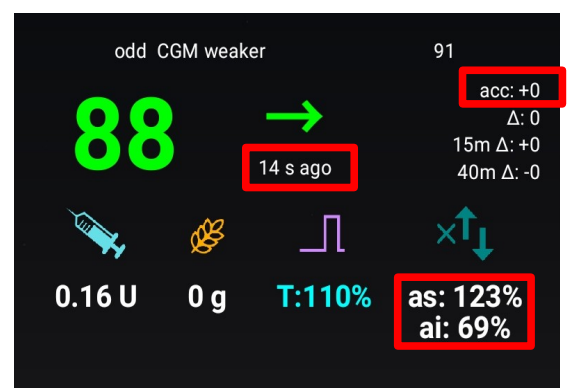 odd CGM weaker
91
88
→
14 s ago
acc: +0
Δ: 0
15m Δ: +0
40m Δ: -0
0.16 U
0 g
T:110%
as: 123%
ai: 69%